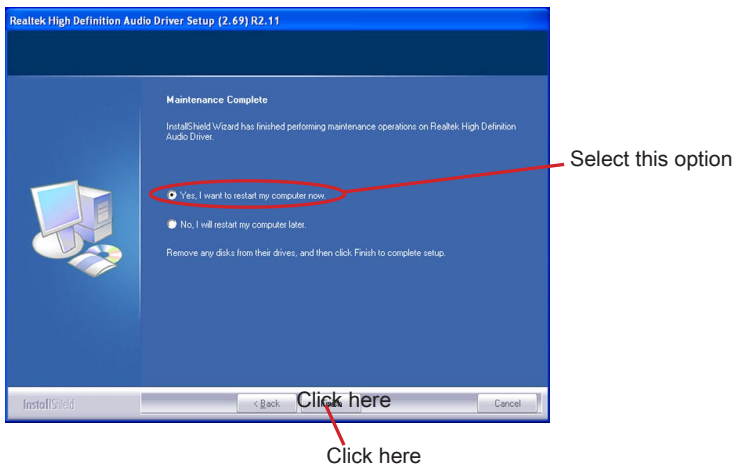 Realtek High Definition Audio Driver Setup (2.69) R2.11
Maintenance Complete
InstallShield Wizard has finished performing maintenance operations on Realtek High Definition
Audio Driver.
Select this option
Yes, I want to restart my computer now.
No, I will restart my computer later.
Remove any disks from their drives, and then click Finish to complete setup.
InstallShield
< Back
Click here
Cancel
Click here